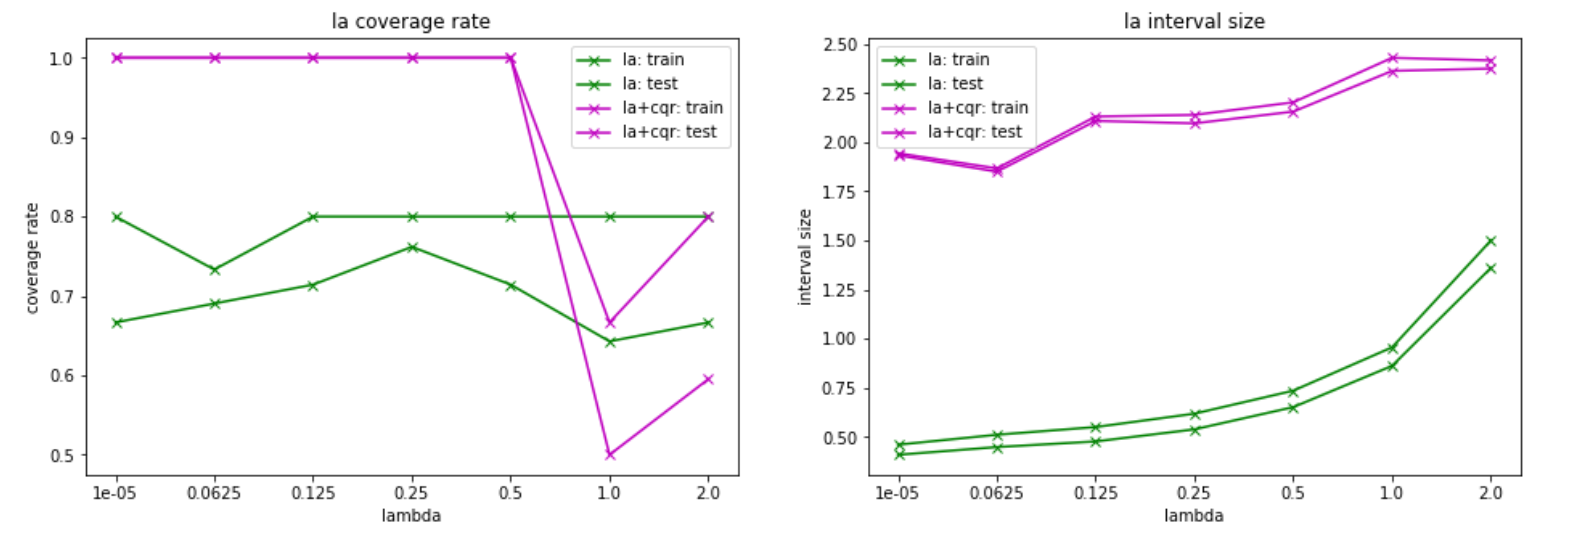 la coverage rate
1.0
0.9
0.8
0.7
0.6
0.5
coverage rate
la: train
la: test
la+cqr: train
la+cqr: test
1e-05 0.0625 0.125 0.25 0.5 1.0 2.0
lambda
la interval size
2.50
2.25
2.00
1.75
1.50
1.25
1.00
0.75
0.50
interval size
la: train
la: test
la+cqr: train
la+cqr: test
1e-05 0.0625 0.125 0.25 0.5 1.0 2.0
lambda